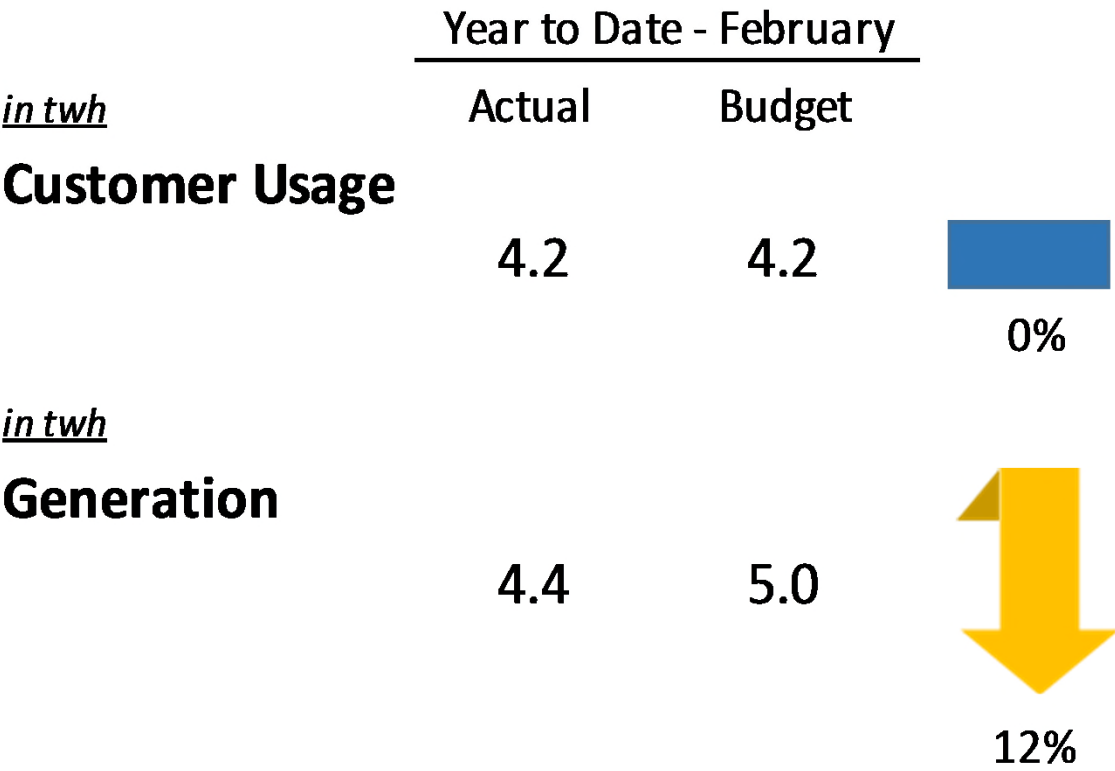 Year to Date - February
in twh Actual Budget
Customer Usage
4.2 4.2
0%
in twh
Generation
4.4 5.0
12%